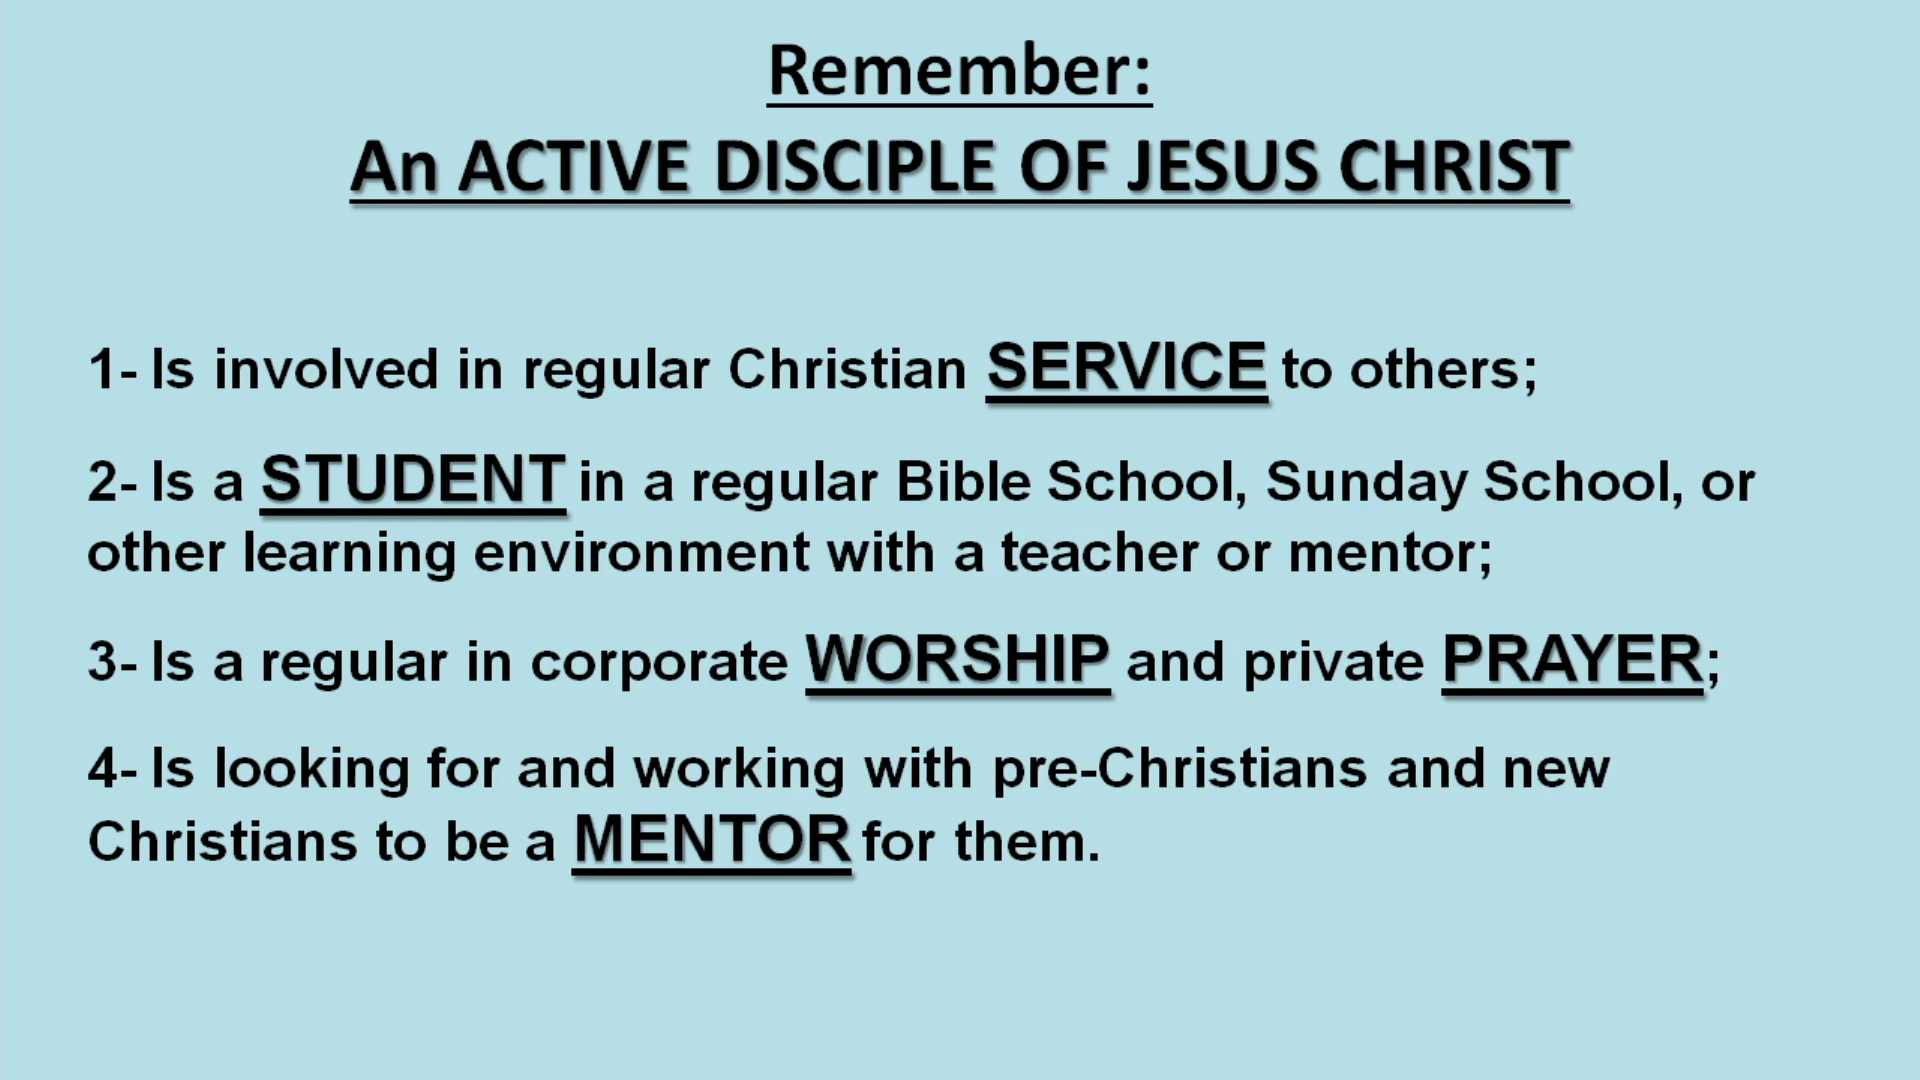 Remember:
An ACTIVE DISCIPLE OF JESUS CHRIST
1- Is involved in regular Christian SERVICE to others;
2- Is a STUDENT in a regular Bible School, Sunday School, or
other learning environment with a teacher or mentor;
3- Is a regular in corporate WORSHIP and private PRAYER;
4- Is looking for and working with pre-Christians and new
Christians to be a MENTOR for them.